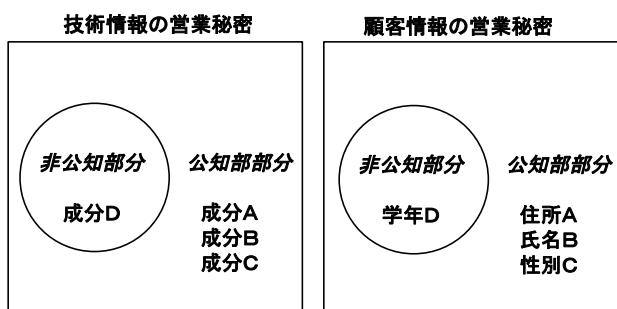 技術情報の営業秘密
非公知部分
公知部部分
成分D
成分A
成分B
成分C
顧客情報の営業秘密
非公知部分
公知部部分
学年D
住所A
氏名B
性別C